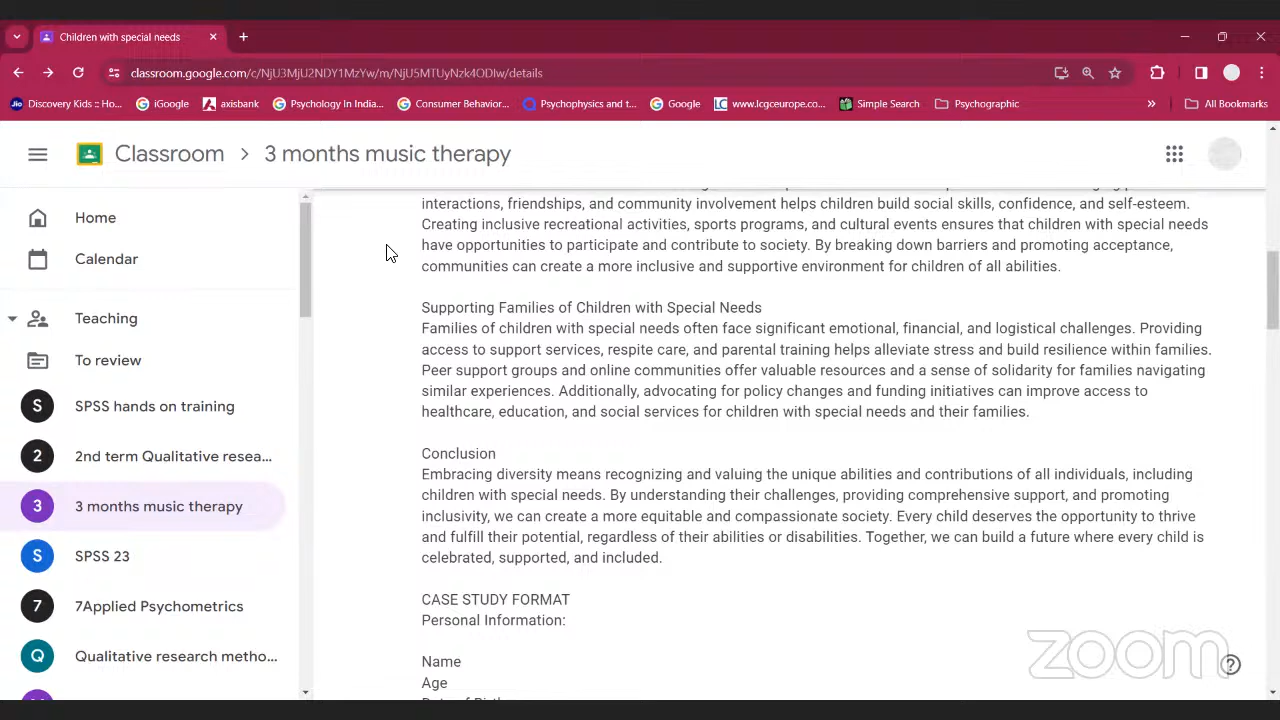 Children with special needs
classroom.google.com/c/NjU3MjU2NDY1MzYw/m/NjU5MTUyNzk4ODIw/details
Discovery Kids :: Ho... iGoogle axisbank Psychology In India... Consumer Behavior... Psychophysics and t... Google www.lcgceurope.co... Simple Search Psychographic » All Bookmarks
Classroom > 3 months music therapy
Home
Calendar
Teaching
To review
S SPSS hands on training
2 2nd term Qualitative resea...
3 3 months music therapy
S SPSS 23
7 7Applied Psychometrics
Q Qualitative research metho...
interactions, friendships, and community involvement helps children build social skills, confidence, and self-esteem.
Creating inclusive recreational activities, sports programs, and cultural events ensures that children with special needs
have opportunities to participate and contribute to society. By breaking down barriers and promoting acceptance,
communities can create a more inclusive and supportive environment for children of all abilities.
Supporting Families of Children with Special Needs
Families of children with special needs often face significant emotional, financial, and logistical challenges. Providing
access to support services, respite care, and parental training helps alleviate stress and build resilience within families.
Peer support groups and online communities offer valuable resources and a sense of solidarity for families navigating
similar experiences. Additionally, advocating for policy changes and funding initiatives can improve access to
healthcare, education, and social services for children with special needs and their families.
Conclusion
Embracing diversity means recognizing and valuing the unique abilities and contributions of all individuals, including
children with special needs. By understanding their challenges, providing comprehensive support, and promoting
inclusivity, we can create a more equitable and compassionate society. Every child deserves the opportunity to thrive
and fulfill their potential, regardless of their abilities or disabilities. Together, we can build a future where every child is
celebrated, supported, and included.
CASE STUDY FORMAT
Personal Information:
Name
Age
zoom